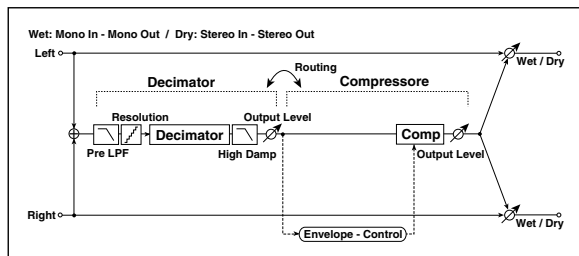 Wet: Mono In - Mono Out / Dry: Stereo In - Stereo Out
Left
Wet / Dry
Routing
Decimator
Compressore
Resolution
Output Level
Decimator
Comp
Pre LPF
High Damp
Output Level
Right
Wet / Dry
Envelope - Control